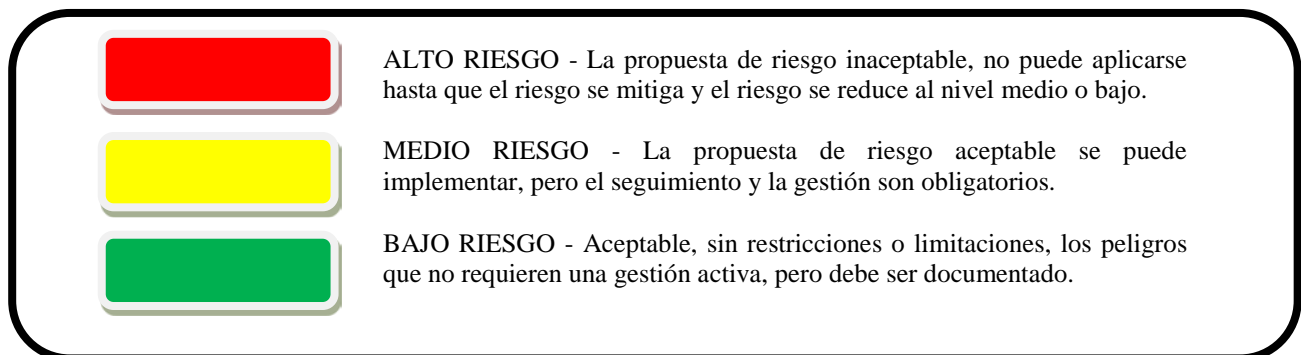 ALTO RIESGO - La propuesta de riesgo inaceptable, no puede aplicarse
hasta que el riesgo se mitiga y el riesgo se reduce al nivel medio o bajo.
MEDIO RIESGO - La propuesta de riesgo aceptable se puede
implementar, pero el seguimiento y la gestión son obligatorios.
BAJO RIESGO - Aceptable, sin restricciones o limitaciones, los peligros
que no requieren una gestión activa, pero debe ser documentado.